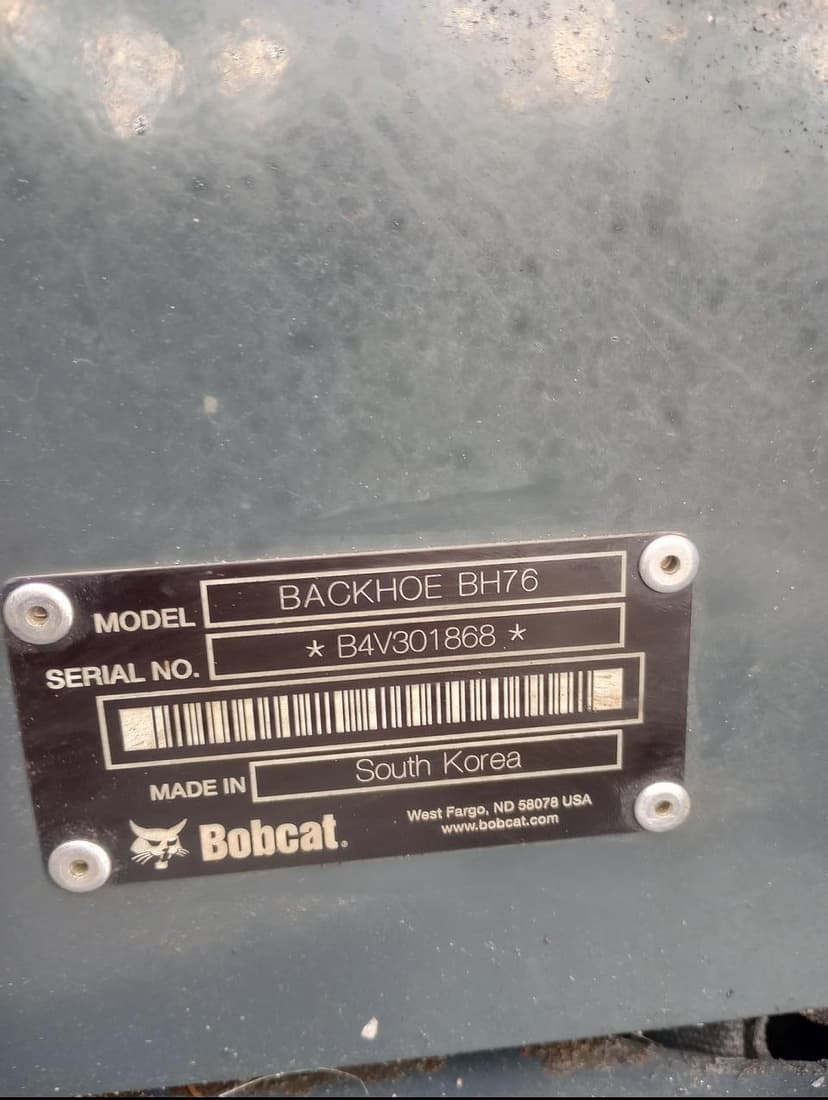 MODEL BACKHOE BH76
SERIAL NO. * B4V301868 *
MADE IN South Korea
Bobcat.
West Fargo, ND 58078 USA
www.bobcat.com